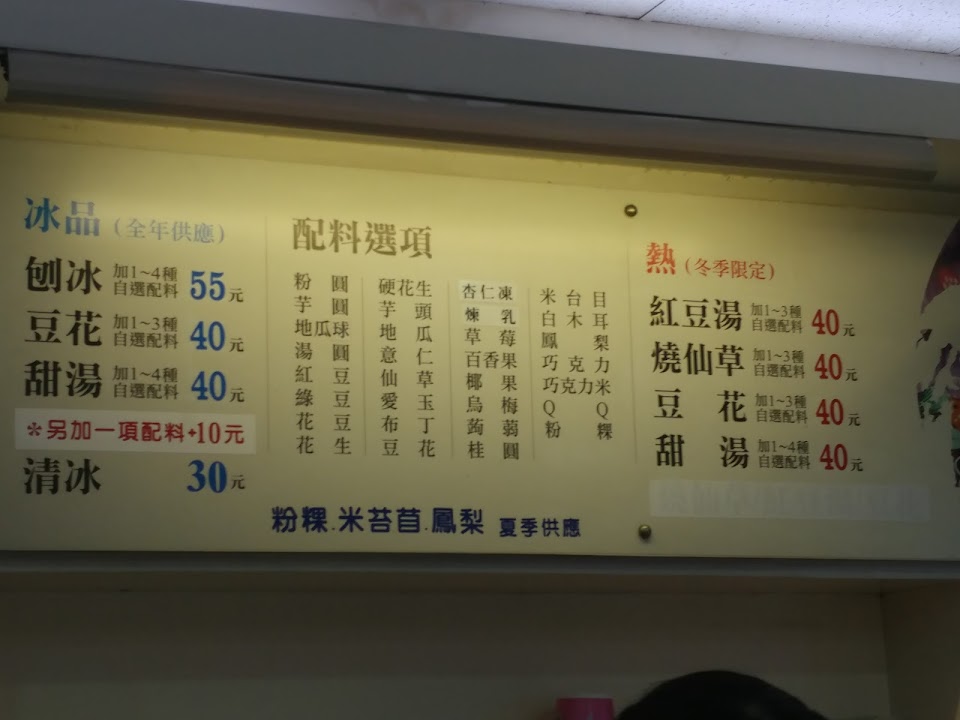 冰品(全年供應)
刨冰 加1~4種自選配料 55元
豆花 加1~3種自選配料 40元
甜湯 加1~4種自選配料 40元
*另加一項配料+10元
清冰 30元
配料選項
粉圓
芋圓
地瓜球
湯圓
紅豆
綠豆
花豆
花生
硬花生
芋頭
地瓜
意仁
仙草
愛玉
布丁
豆花
杏仁凍
煉乳
草莓
百香果
椰果
烏梅
蒟蒻
桂圓
米台目
白木耳
鳳梨
巧克力
巧克力米
QQ
粉粿
粉粿.米苔苜.鳳梨 夏季供應
熱(冬季限定)
紅豆湯 加1~3種自選配料 40元
燒仙草 加1~3種自選配料 40元
豆花 加1~3種自選配料 40元
甜湯 加1~4種自選配料 40元